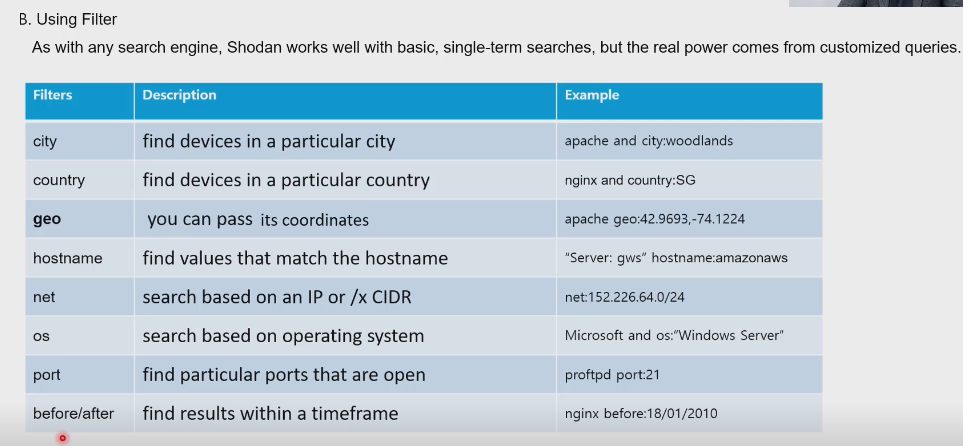 B. Using Filter
As with any search engine, Shodan works well with basic, single-term searches, but the real power comes from customized queries.
Filters Description Example
city find devices in a particular city apache and city:woodlands
country find devices in a particular country nginx and country:SG
geo you can pass its coordinates apache geo:42.9693,-74.1224
hostname find values that match the hostname "Server: gws" hostname:amazonaws
net search based on an IP or /x CIDR net:152.226.64.0/24
os search based on operating system Microsoft and os:"Windows Server"
port find particular ports that are open proftpd port:21
before/after find results within a timeframe nginx before:18/01/2010